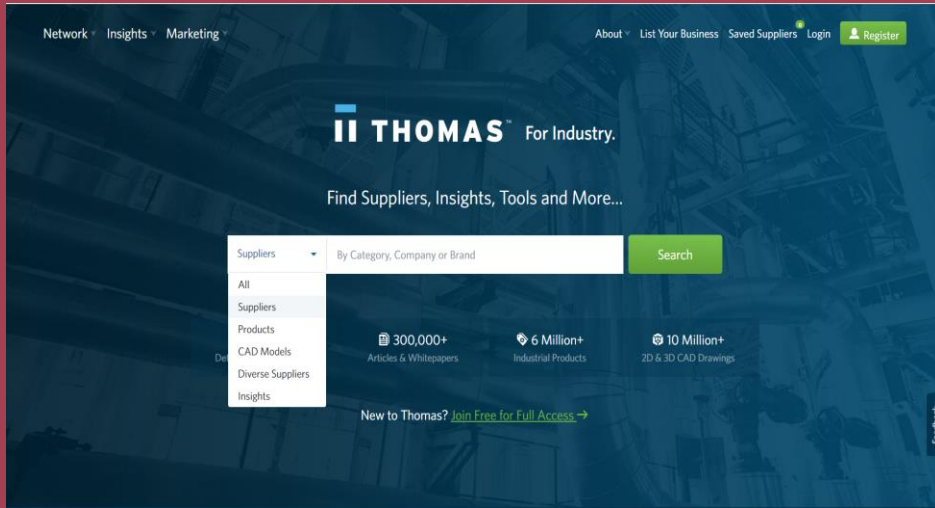 Network Insights Marketing
About List Your Business Saved Suppliers 0 Login Register
THOMAS™ For Industry.
Find Suppliers, Insights, Tools and More...
Suppliers By Category, Company or Brand Search
All
Suppliers
Products
CAD Models
Diverse Suppliers
Insights
300,000+
Articles & Whitepapers
6 Million+
Industrial Products
10 Million+
2D & 3D CAD Drawings
New to Thomas? Join Free for Full Access →